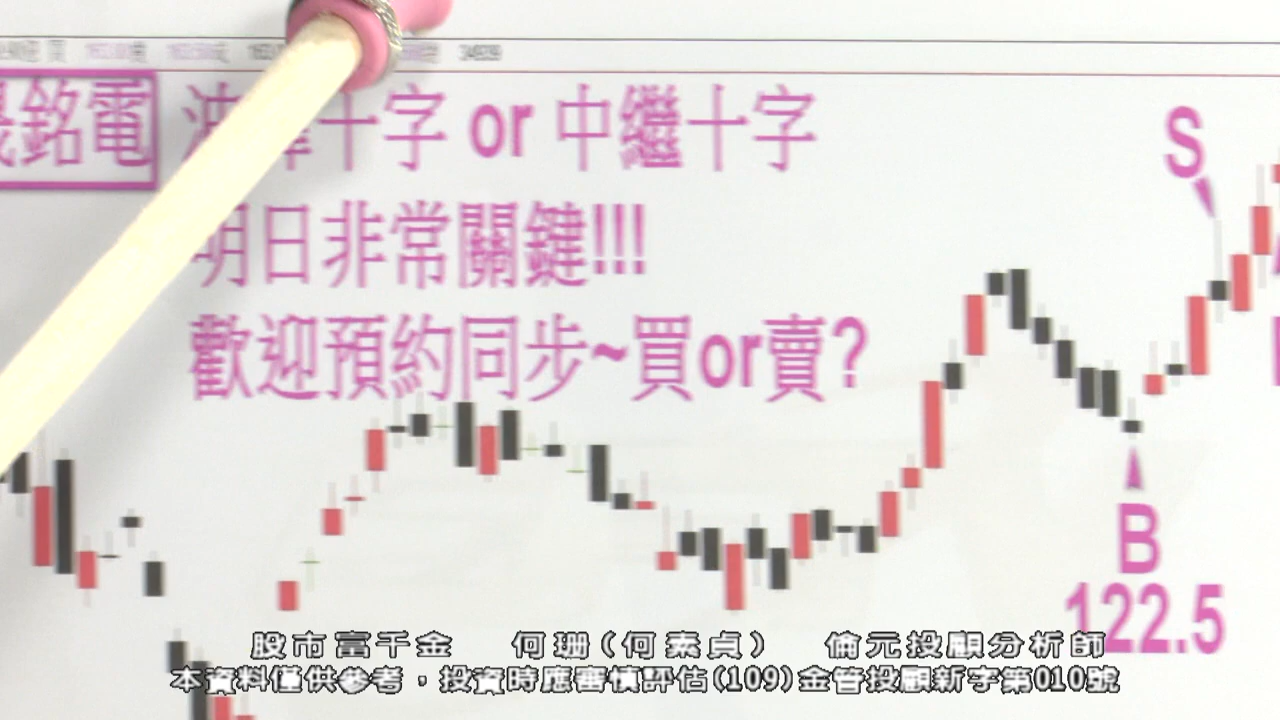 銘電
十字 or 中繼十字
明日非常關鍵!!!
歡迎預約同步~買or賣?
S
B
122.5
股市富千金 何珊(何素貞) 倫元投顧分析師
本資料僅供參考，投資時應審慎評估(109)金管投顧新字第010號